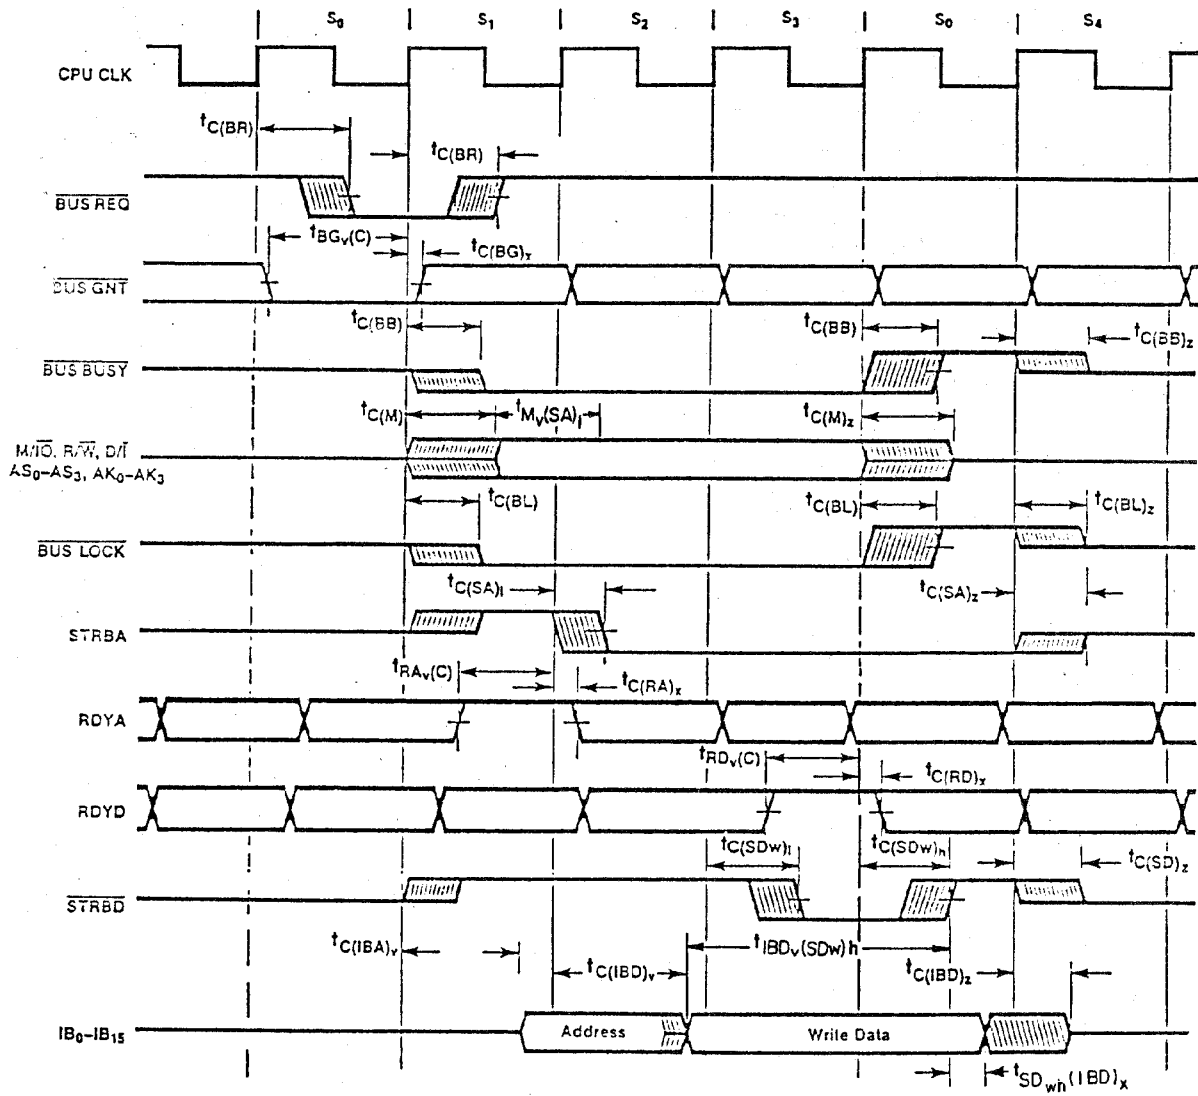 S₀ S₁ S₂ S₃ S₀ S₄
CPU CLK
tC(BR)
tC(BR)
BUS REQ
tBGv(C)
tC(BG)x
BUS GNT
tC(BB)
tC(BB)
tC(BB)z
BUS BUSY
tC(M)
tMv(SA)l
tC(M)z
M/IO, R/W, D/I
AS₀–AS₃, AK₀–AK₃
tC(BL)
tC(BL)
tC(BL)z
BUS LOCK
tC(SA)l
tC(SA)z
STRBA
tRAv(C)
tC(RA)x
RDYA
tRDv(C)
tC(RD)x
RDYD
tC(SDw)l
tC(SDw)h
tC(SD)z
STRBD
tC(IBA)v
tIBDv(SDw)h
tC(IBD)v
tC(IBD)z
IB₀–IB₁₅
Address
Write Data
tSDwh(IBD)x